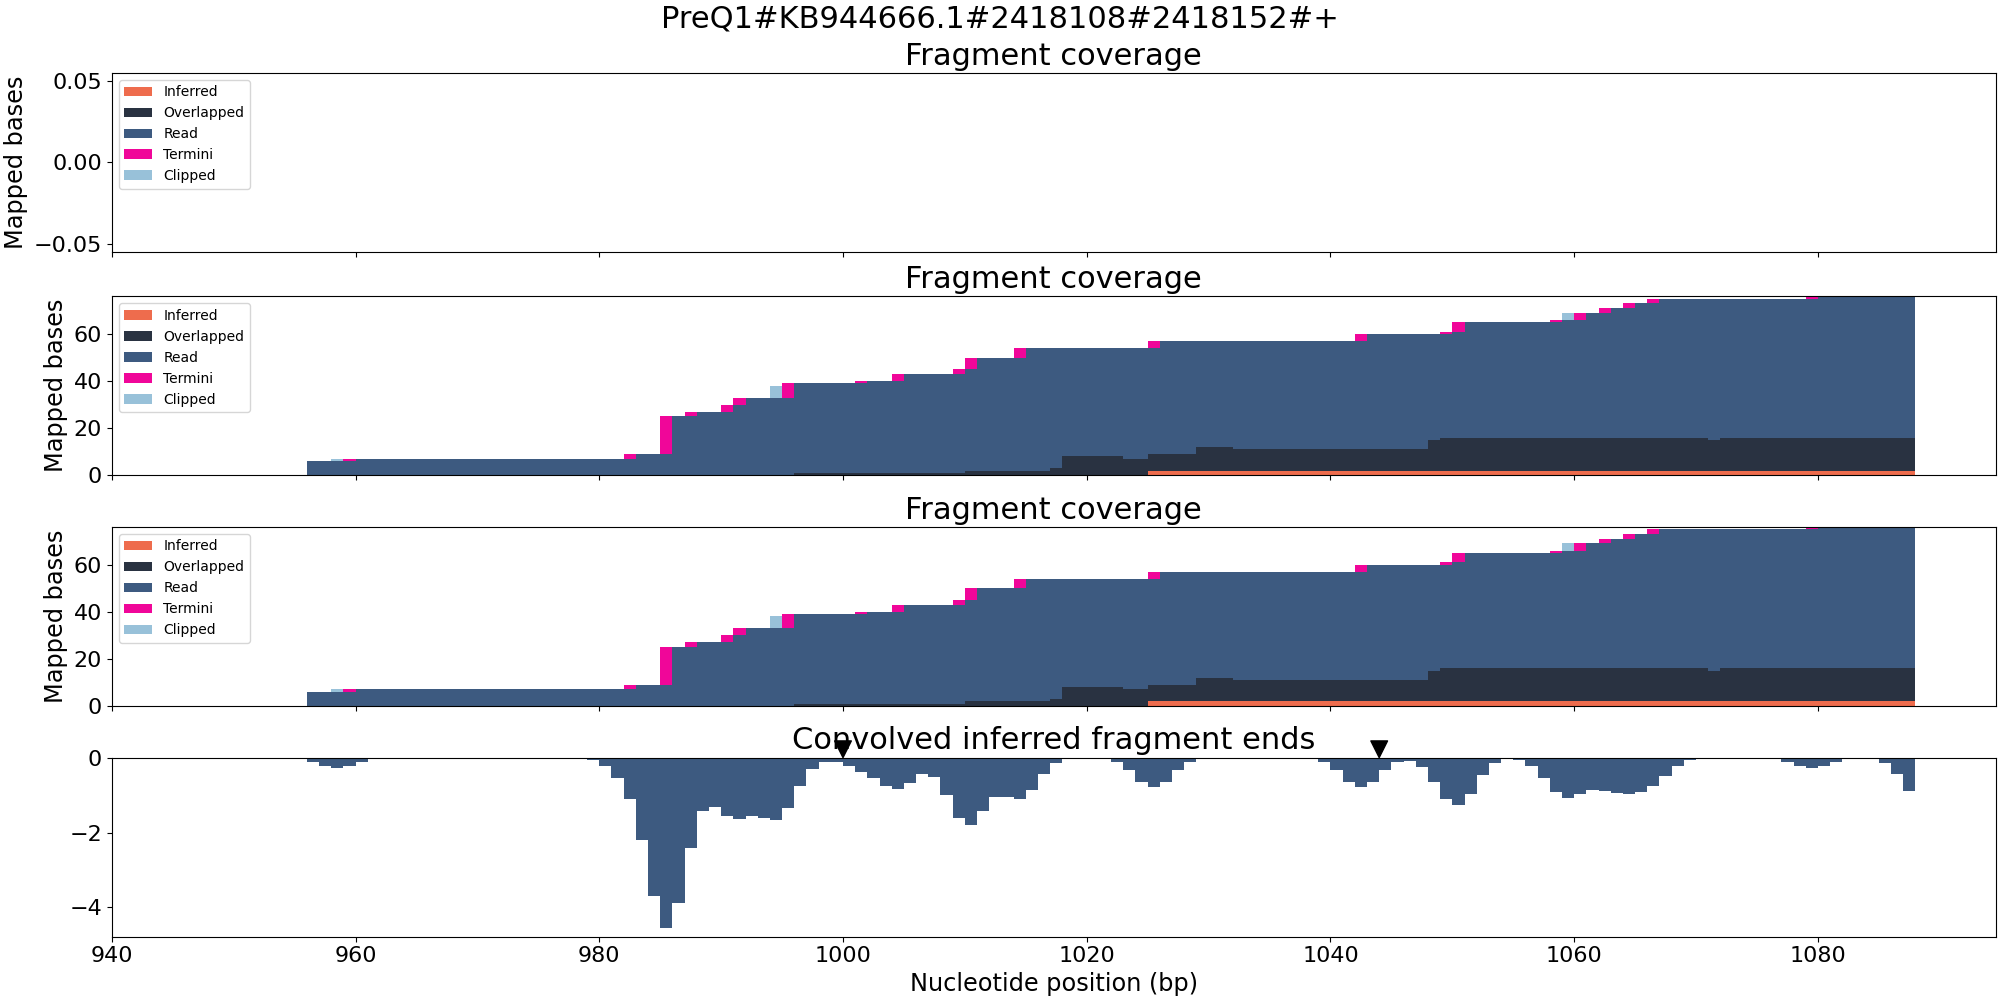 PreQ1#KB944666.1#2418108#2418152#+
Fragment coverage
Mapped bases
0.05
0.00
−0.05
Inferred
Overlapped
Read
Termini
Clipped
Fragment coverage
Mapped bases
60
40
20
0
Inferred
Overlapped
Read
Termini
Clipped
Fragment coverage
Mapped bases
60
40
20
0
Inferred
Overlapped
Read
Termini
Clipped
Convolved inferred fragment ends
0
−2
−4
940 960 980 1000 1020 1040 1060 1080
Nucleotide position (bp)